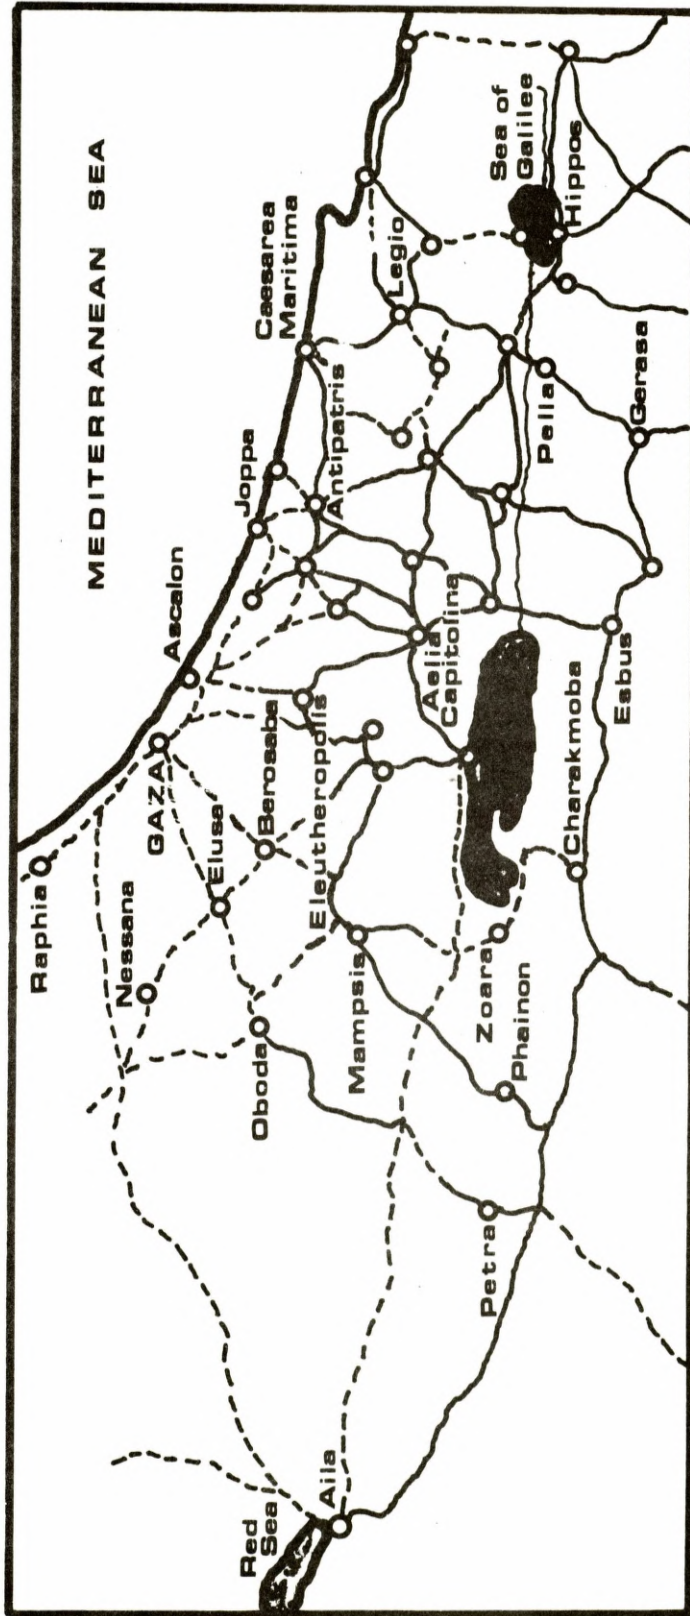 MEDITERRANEAN SEA
Raphia
Nessana
GAZA
Ascalon
Joppa
Caesarea
Maritima
Elusa
Berosaba
Eleutheropolis
Antipatris
Legio
Sea of
Galilee
Hippos
Oboda
Mampsis
Aelia
Capitolina
Pella
Gerasa
Zoara
Phainon
Charakmoba
Esbus
Petra
Red
Sea
Aila